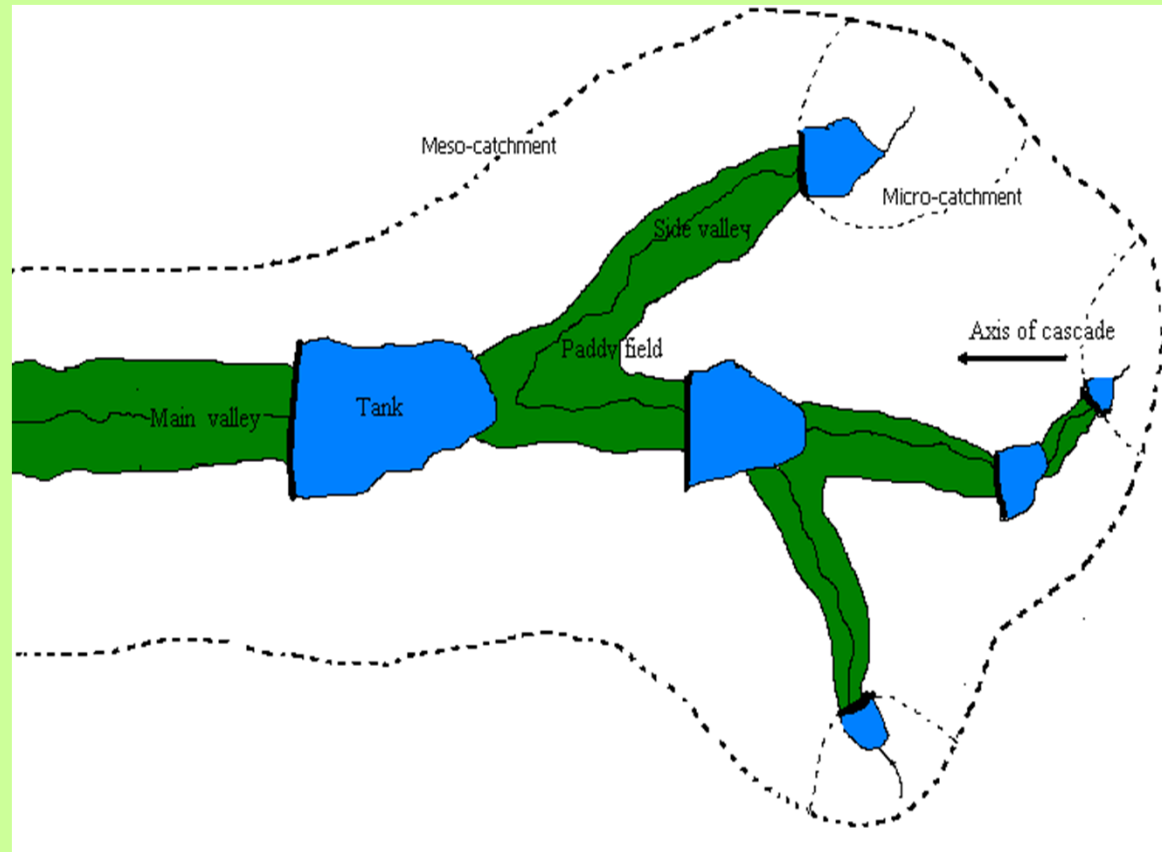 Meso-catchment
Micro-catchment
Side valley
Axis of cascade
Paddy field
Tank
Main valley